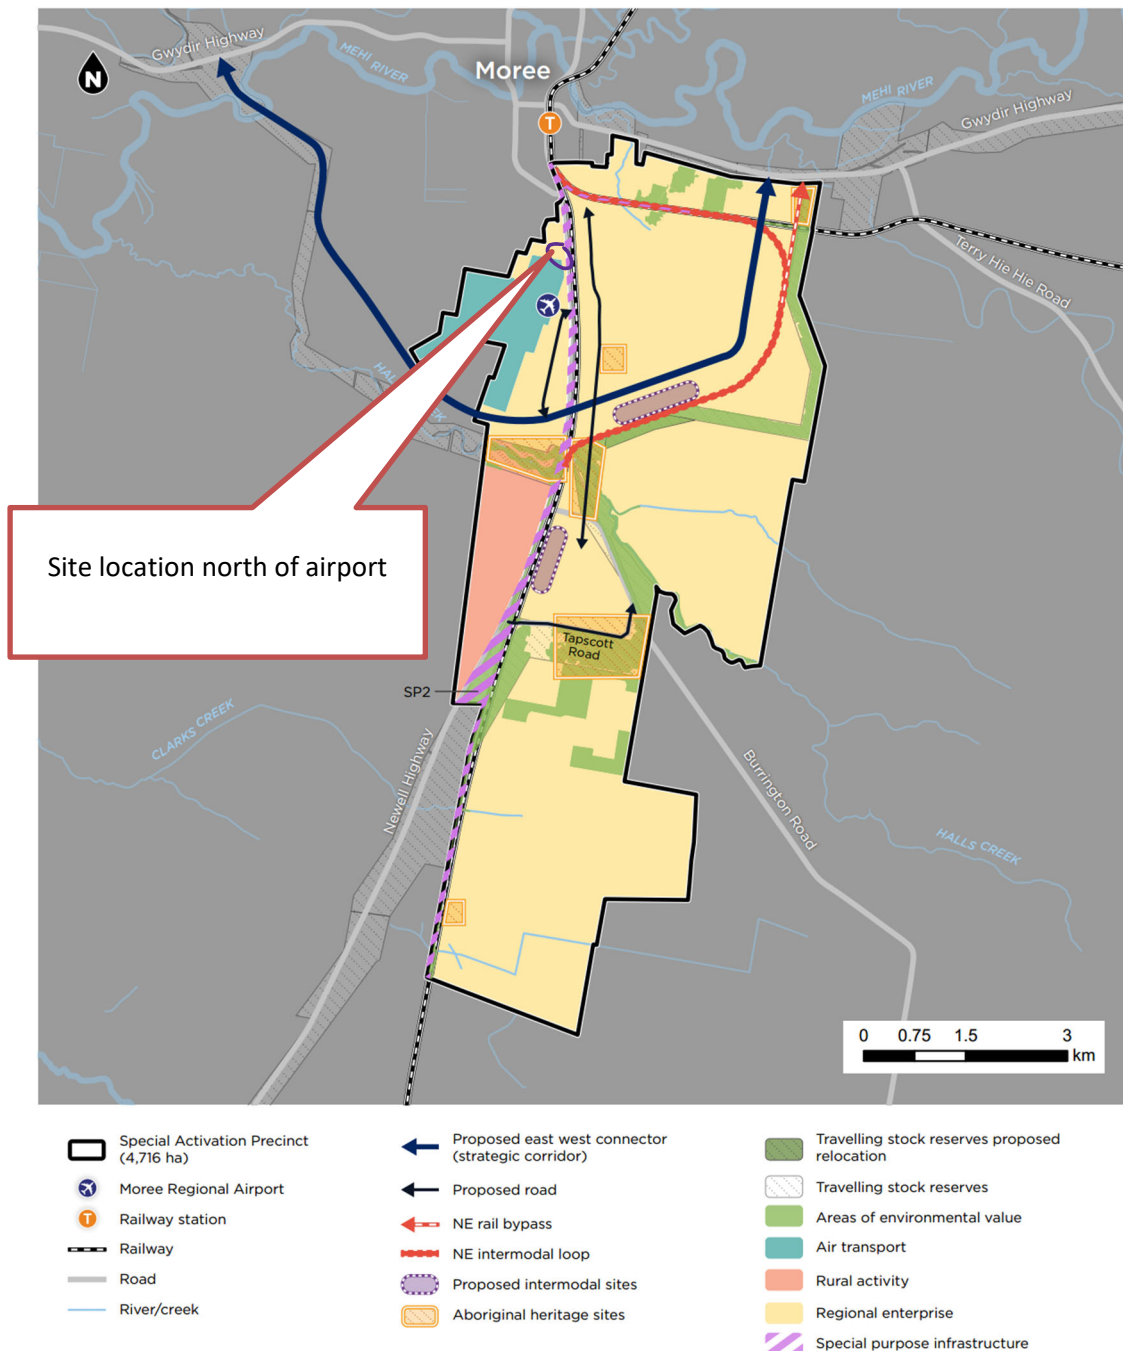 Gwydir Highway
MEHI RIVER
Moree
N
T
MEHI RIVER
Gwydir Highway
Terry Hie Hie Road
HALLS CREEK
Site location north of airport
Tapscott
Road
SP2
CLARKS CREEK
Newell Highway
Burrington Road
HALLS CREEK
0 0.75 1.5 3
km
Special Activation Precinct
(4,716 ha)
Moree Regional Airport
T
Railway station
Railway
Road
River/creek
Proposed east west connector
(strategic corridor)
Proposed road
NE rail bypass
NE intermodal loop
Proposed intermodal sites
Aboriginal heritage sites
Travelling stock reserves proposed
relocation
Travelling stock reserves
Areas of environmental value
Air transport
Rural activity
Regional enterprise
Special purpose infrastructure